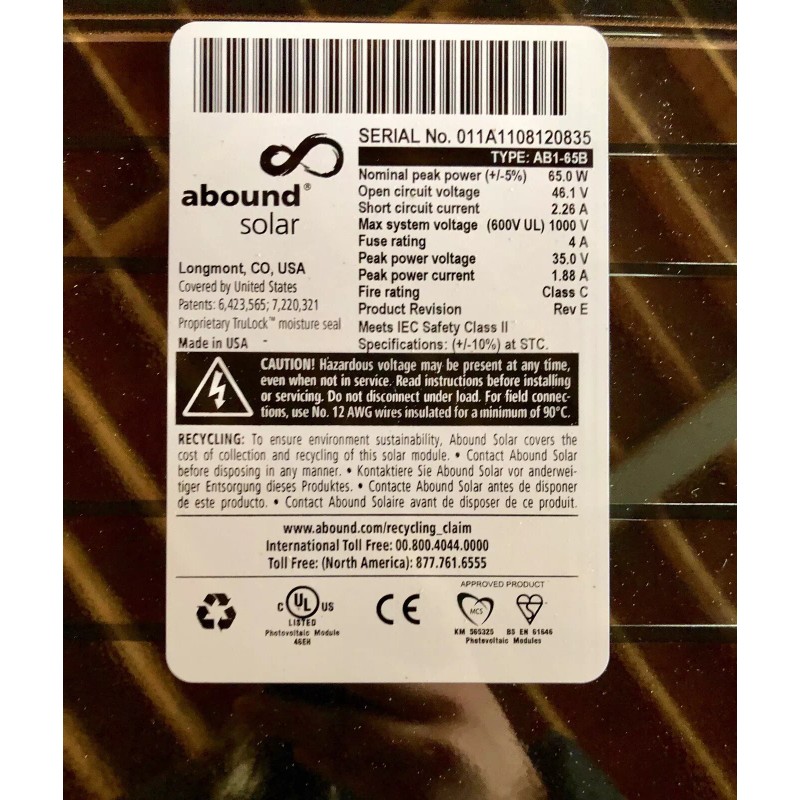 SERIAL No. 011A1108120835
TYPE: AB1-65B
abound®
solar
Longmont, CO, USA
Covered by United States
Patents: 6,423,565; 7,220,321
Proprietary TruLock™ moisture seal
Made in USA -
Nominal peak power (+/-5%) 65.0 W
Open circuit voltage 46.1 V
Short circuit current 2.26 A
Max system voltage (600V UL) 1000 V
Fuse rating 4 A
Peak power voltage 35.0 V
Peak power current 1.88 A
Fire rating Class C
Product Revision Rev E
Meets IEC Safety Class II
Specifications: (+/-10%) at STC.
CAUTION! Hazardous voltage may be present at any time,
even when not in service. Read instructions before installing
or servicing. Do not disconnect under load. For field connec-
tions, use No. 12 AWG wires insulated for a minimum of 90°C.
RECYCLING: To ensure environment sustainability, Abound Solar covers the
cost of collection and recycling of this solar module. • Contact Abound Solar
before disposing in any manner. • Kontaktiere Sie Abound Solar vor anderwei-
tiger Entsorgung dieses Produktes. • Contacte Abound Solar antes de disponer
de este producto. • Contact Abound Solaire avant de disposer de ce produit.
www.abound.com/recycling_claim
International Toll Free: 00.800.4044.0000
Toll Free: (North America): 877.761.6555
C UL US
LISTED
Photovoltaic Module
46EH
CE
APPROVED PRODUCT
MCS
KM 565325 BS EN 61646
Photovoltaic Modules